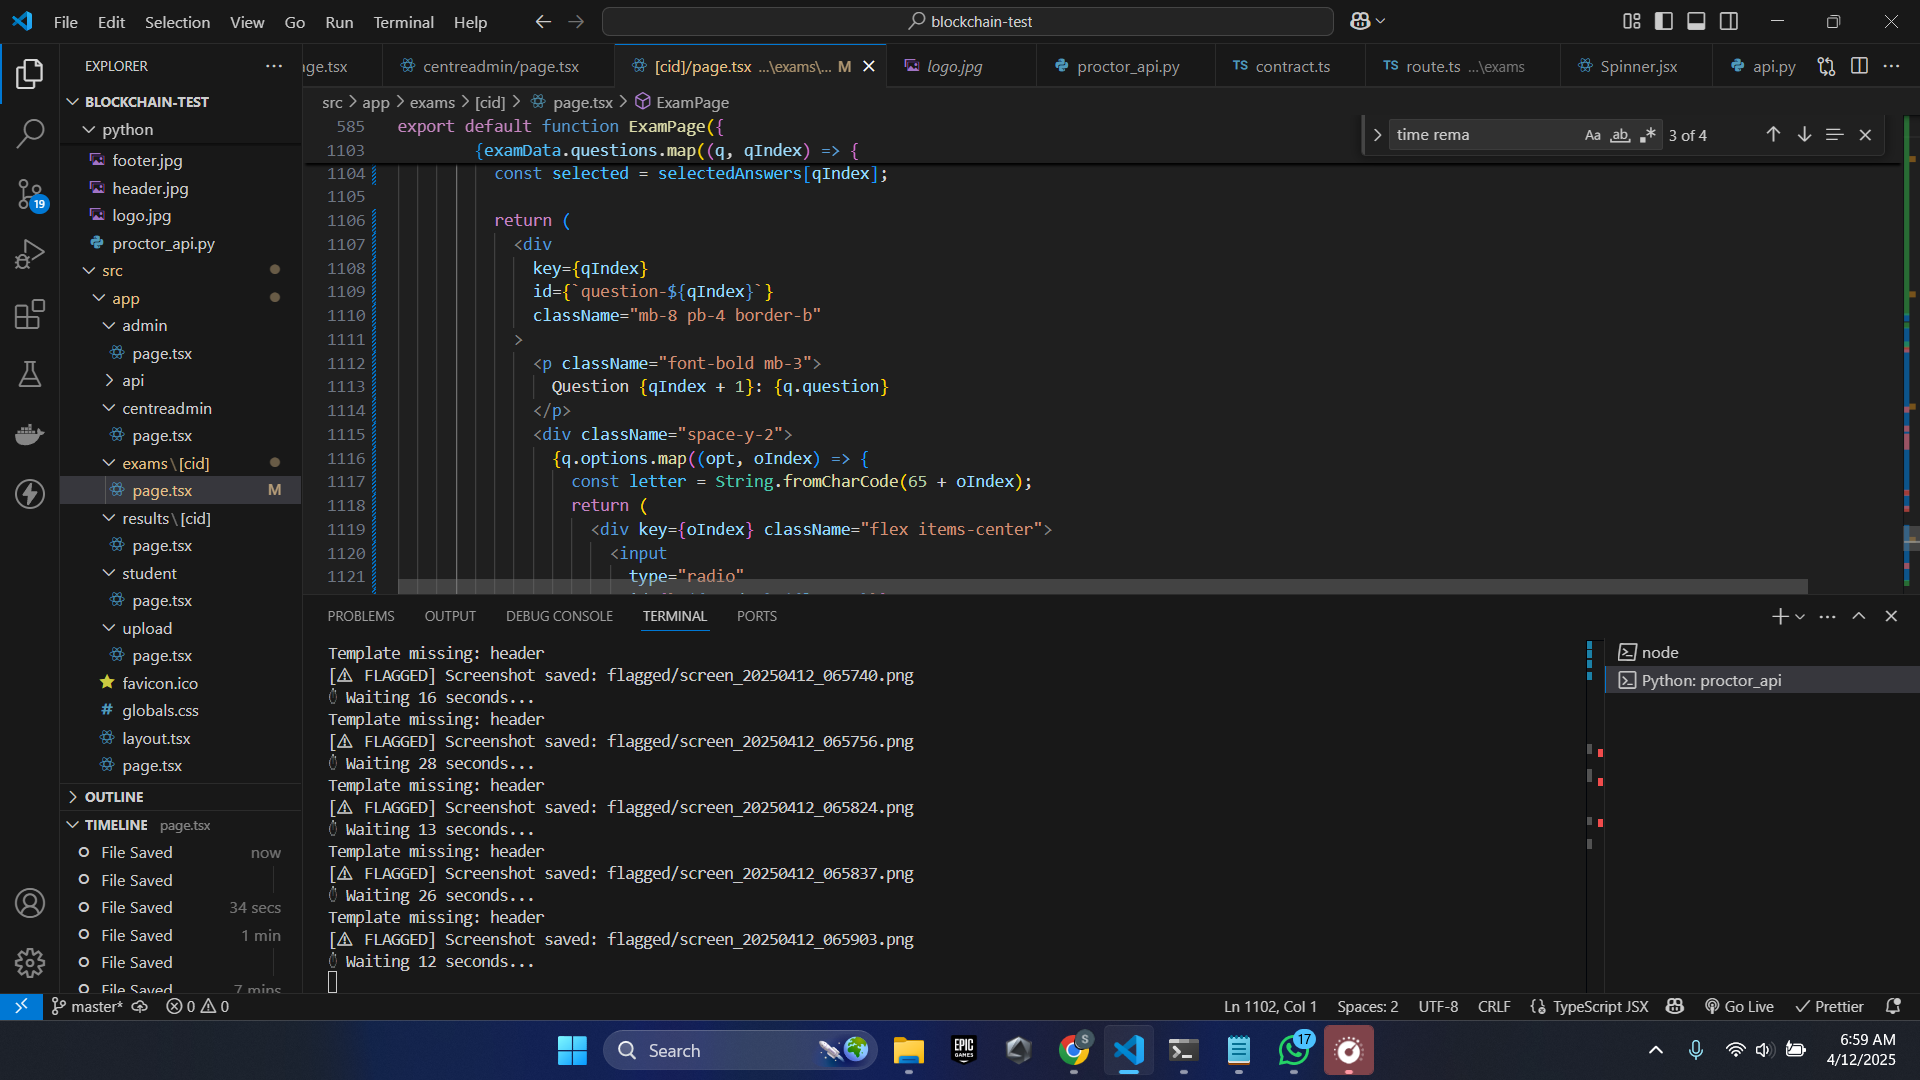 File Edit Selection View Go Run Terminal Help
blockchain-test
EXPLORER
BLOCKCHAIN-TEST
python
footer.jpg
header.jpg
logo.jpg
proctor_api.py
src
app
admin
page.tsx
api
centreadmin
page.tsx
exams\[cid]
page.tsx M
results\[cid]
page.tsx
student
page.tsx
upload
page.tsx
favicon.ico
globals.css
layout.tsx
page.tsx
OUTLINE
TIMELINE page.tsx
File Saved now
File Saved
File Saved 34 secs
File Saved 1 min
File Saved
File Saved 7 mins
19
age.tsx centreadmin/page.tsx [cid]/page.tsx ...\exams\... M logo.jpg proctor_api.py TS contract.ts TS route.ts ...\exams Spinner.jsx api.py
src > app > exams > [cid] > page.tsx > ExamPage
time rema Aa ab .* 3 of 4
585 export default function ExamPage({
1103 {examData.questions.map((q, qIndex) => {
1104 const selected = selectedAnswers[qIndex];
1105
1106 return (
1107 <div
1108 key={qIndex}
1109 id={`question-${qIndex}`}
1110 className="mb-8 pb-4 border-b"
1111 >
1112 <p className="font-bold mb-3">
1113 Question {qIndex + 1}: {q.question}
1114 </p>
1115 <div className="space-y-2">
1116 {q.options.map((opt, oIndex) => {
1117 const letter = String.fromCharCode(65 + oIndex);
1118 return (
1119 <div key={oIndex} className="flex items-center">
1120 <input
1121 type="radio"
PROBLEMS OUTPUT DEBUG CONSOLE TERMINAL PORTS
Template missing: header
[⚠ FLAGGED] Screenshot saved: flagged/screen_20250412_065740.png
Waiting 16 seconds...
Template missing: header
[⚠ FLAGGED] Screenshot saved: flagged/screen_20250412_065756.png
Waiting 28 seconds...
Template missing: header
[⚠ FLAGGED] Screenshot saved: flagged/screen_20250412_065824.png
Waiting 13 seconds...
Template missing: header
[⚠ FLAGGED] Screenshot saved: flagged/screen_20250412_065837.png
Waiting 26 seconds...
Template missing: header
[⚠ FLAGGED] Screenshot saved: flagged/screen_20250412_065903.png
Waiting 12 seconds...
node
Python: proctor_api
master* 0 0
Ln 1102, Col 1 Spaces: 2 UTF-8 CRLF {} TypeScript JSX Go Live Prettier
Search
EPIC GAMES
S
17
6:59 AM
4/12/2025